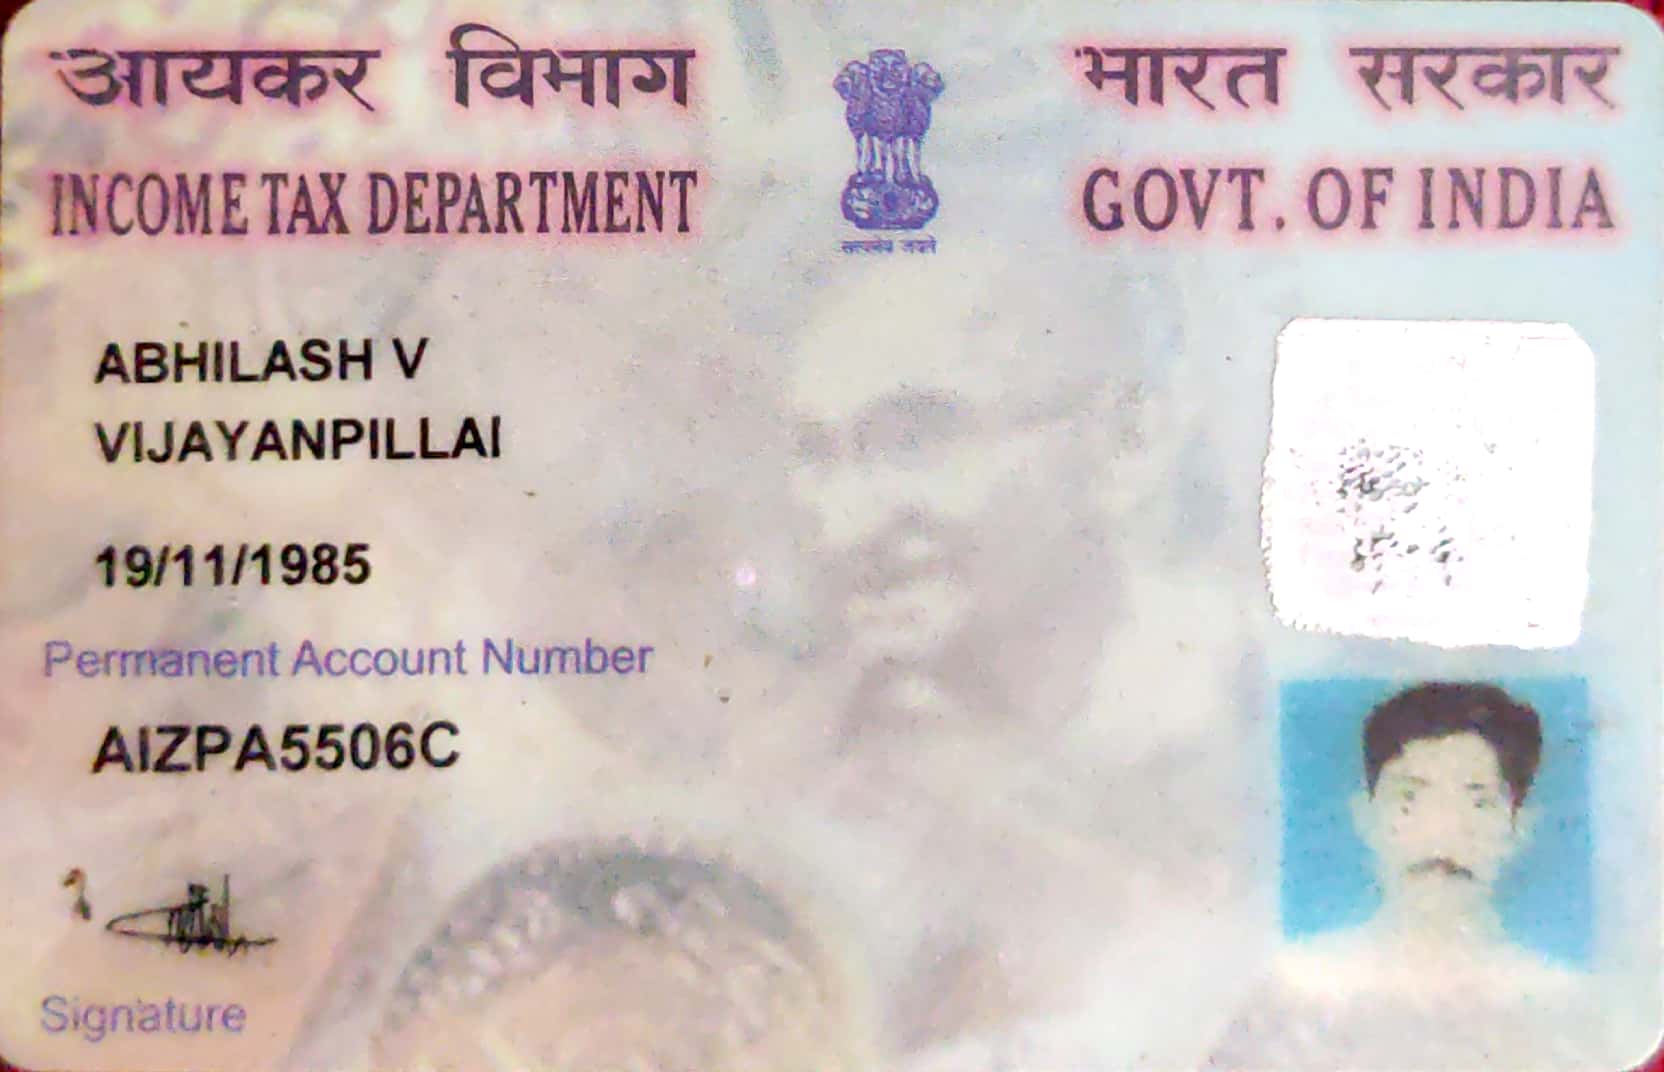 आयकर विभाग
भारत सरकार
INCOME TAX DEPARTMENT
GOVT. OF INDIA
सत्यमेव जयते
ABHILASH V
VIJAYANPILLAI
19/11/1985
Permanent Account Number
AIZPA5506C
Signature